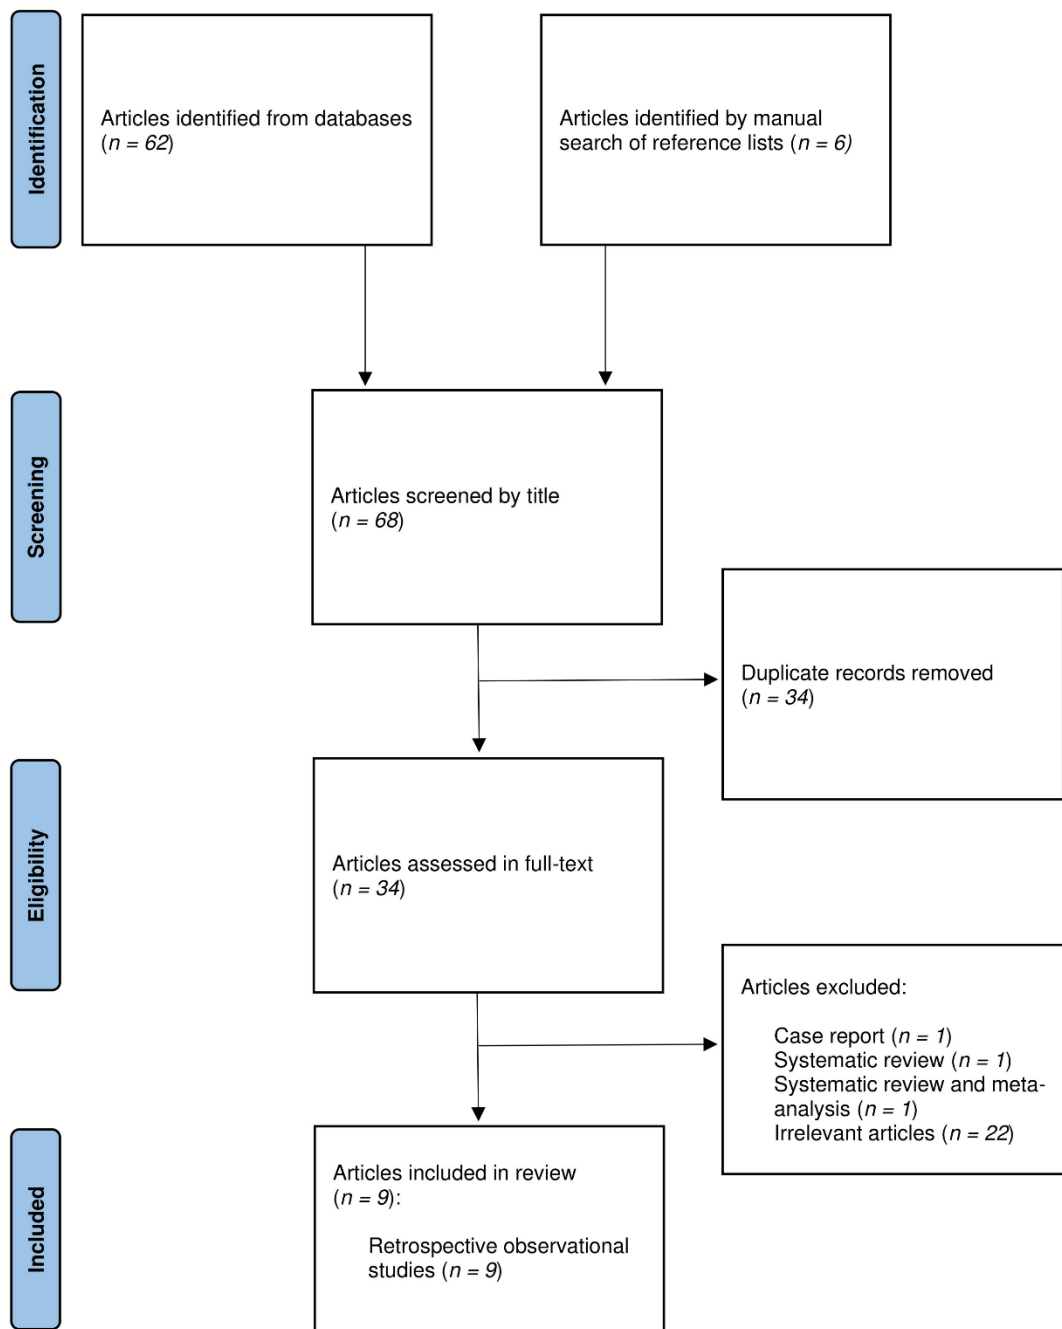 Identification
Articles identified from databases
(n = 62)
Articles identified by manual
search of reference lists (n = 6)
Screening
Articles screened by title
(n = 68)
Duplicate records removed
(n = 34)
Eligibility
Articles assessed in full-text
(n = 34)
Articles excluded:
Case report (n = 1)
Systematic review (n = 1)
Systematic review and meta-
analysis (n = 1)
Irrelevant articles (n = 22)
Included
Articles included in review
(n = 9):
Retrospective observational
studies (n = 9)